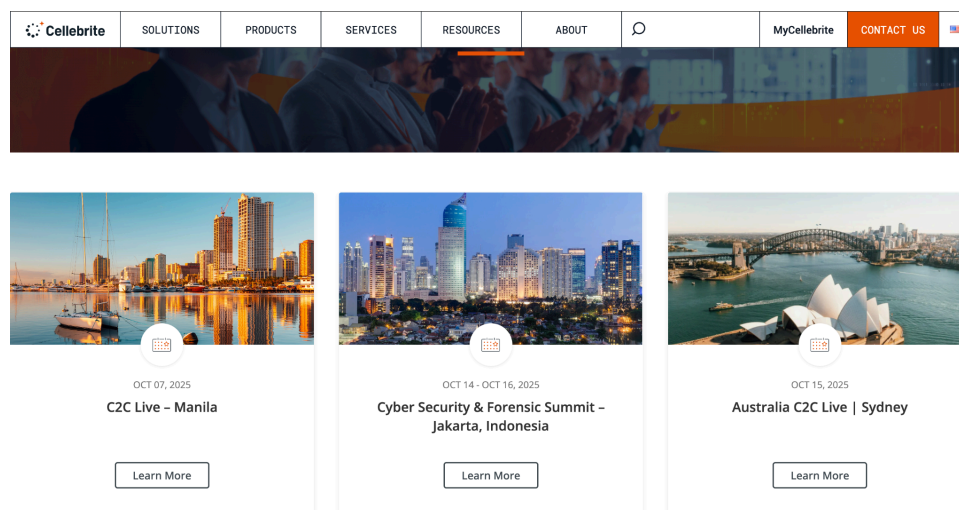 Cellebrite
SOLUTIONS
PRODUCTS
SERVICES
RESOURCES
ABOUT
MyCellebrite
CONTACT US
OCT 07, 2025
C2C Live – Manila
Learn More
OCT 14 - OCT 16, 2025
Cyber Security & Forensic Summit –
Jakarta, Indonesia
Learn More
OCT 15, 2025
Australia C2C Live | Sydney
Learn More